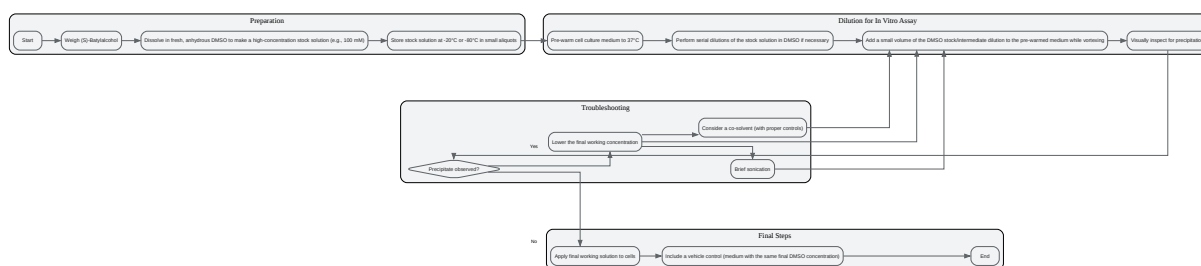 Preparation
Start
Weigh (S)-Batylalcohol
Dissolve in fresh, anhydrous DMSO to make a high-concentration stock solution (e.g., 100 mM)
Store stock solution at -20°C or -80°C in small aliquots
Dilution for In Vitro Assay
Pre-warm cell culture medium to 37°C
Perform serial dilutions of the stock solution in DMSO if necessary
Add a small volume of the DMSO stock/intermediate dilution to the pre-warmed medium while vortexing
Visually inspect for precipitation
Troubleshooting
Consider a co-solvent (with proper controls)
Lower the final working concentration
Yes
Precipitate observed?
Brief sonication
Final Steps
No
Apply final working solution to cells
Include a vehicle control (medium with the same final DMSO concentration)
End